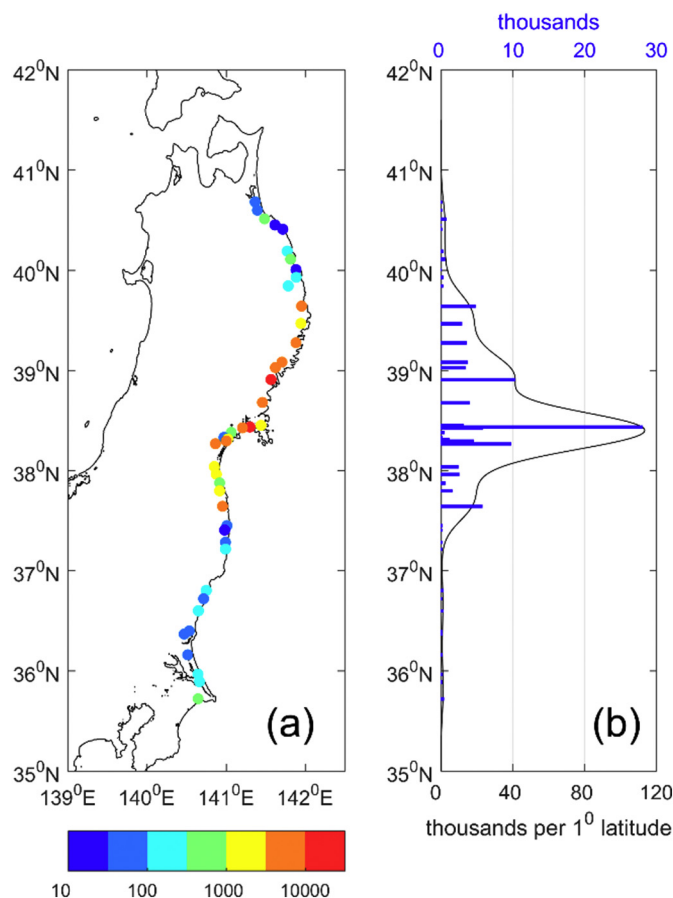 thousands
0 10 20 30
42⁰N 42⁰N
41⁰N 41⁰N
40⁰N 40⁰N
39⁰N 39⁰N
38⁰N 38⁰N
37⁰N 37⁰N
36⁰N 36⁰N
(a) (b)
35⁰N 35⁰N
139⁰E 140⁰E 141⁰E 142⁰E 0 40 80 120
thousands per 1⁰ latitude
10 100 1000 10000